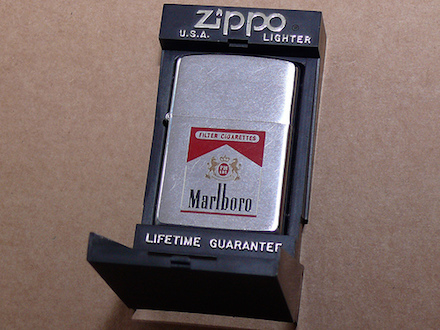 zippo
U.S.A. LIGHTER
FILTER CIGARETTES
Marlboro
LIFETIME GUARANTEE